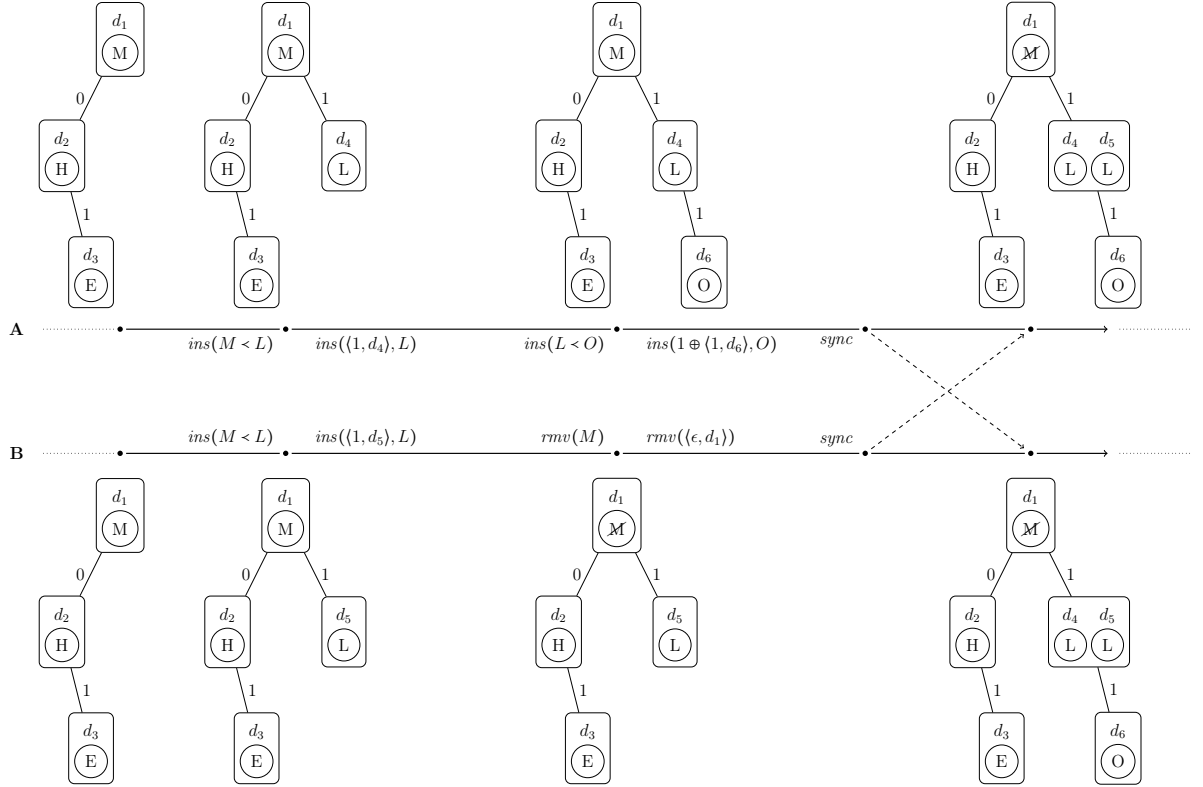 d₁ d₁ d₁ d₁
M M M M
0 0 1 0 1 0 1
d₂ d₂ d₄ d₂ d₄ d₂ d₄ d₅
H H L H L H L L
1 1 1 1 1 1
d₃ d₃ d₃ d₆ d₃ d₆
E E E O E O
A
ins(M < L) ins(⟨1, d₄⟩, L) ins(L < O) ins(1 ⊕ ⟨1, d₆⟩, O) sync
ins(M < L) ins(⟨1, d₅⟩, L) rmv(M) rmv(⟨ϵ, d₁⟩) sync
B
d₁ d₁ d₁ d₁
M M M M
0 0 1 0 1 0 1
d₂ d₂ d₅ d₂ d₅ d₂ d₄ d₅
H H L H L H L L
1 1 1 1 1
d₃ d₃ d₃ d₃ d₆
E E E E O